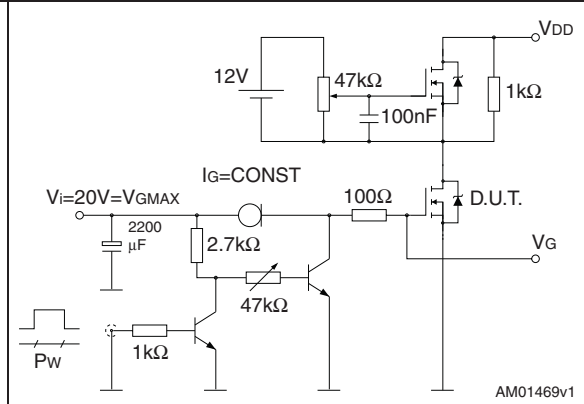 VDD
12V
47kΩ
1kΩ
100nF
IG=CONST
Vi=20V=VGMAX
100Ω
D.U.T.
2200
μF
2.7kΩ
VG
47kΩ
1kΩ
PW
AM01469v1